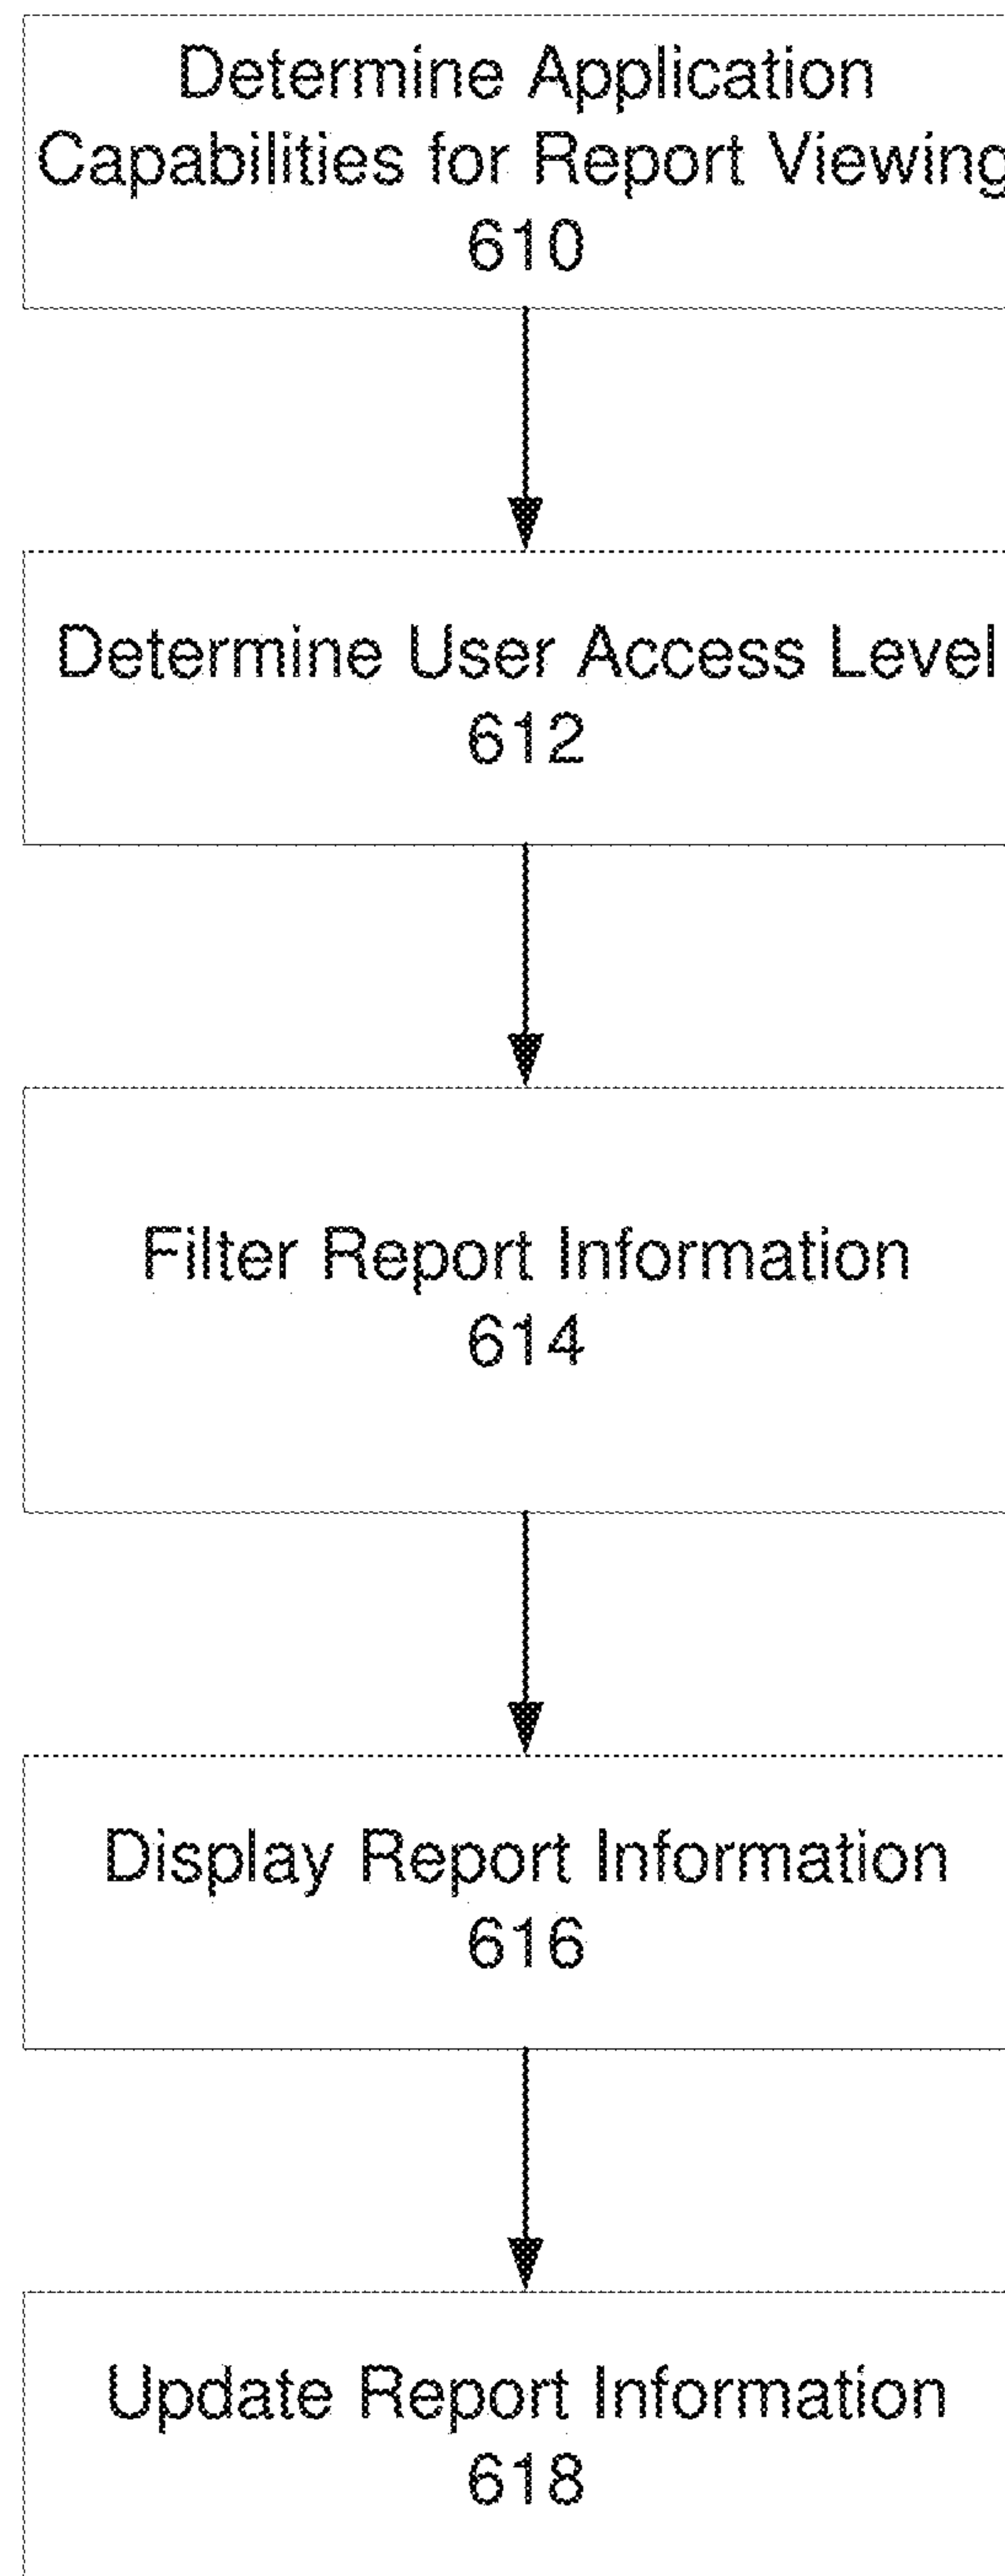 Determine Application
Capabilities for Report Viewing
610
Determine User Access Level
612
Filter Report Information
614
Display Report Information
616
Update Report Information
618